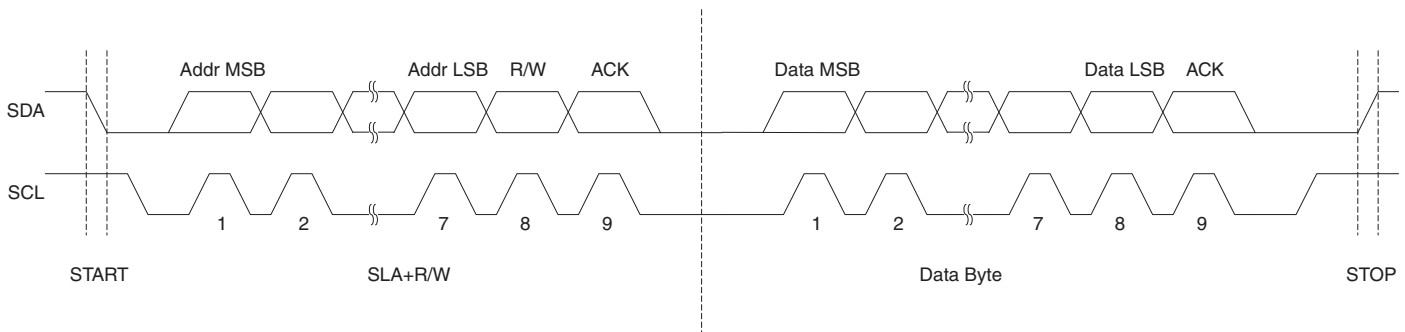 Addr MSB Addr LSB R/W ACK Data MSB Data LSB ACK
SDA
SCL
1 2 7 8 9 1 2 7 8 9
START SLA+R/W Data Byte STOP